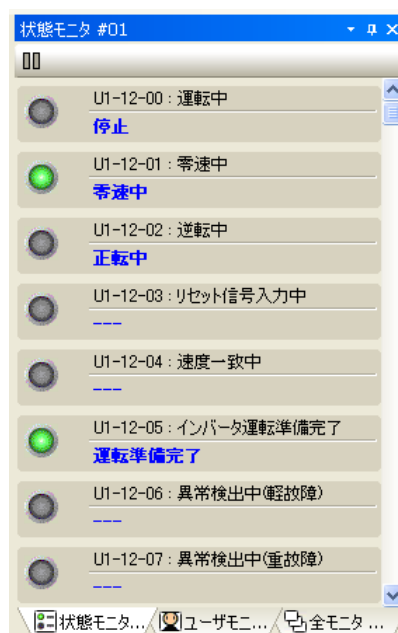 状態モニタ #01
U1-12-00 : 運転中
停止
U1-12-01 : 零速中
零速中
U1-12-02 : 逆転中
正転中
U1-12-03 : リセット信号入力中
---
U1-12-04 : 速度一致中
---
U1-12-05 : インバータ運転準備完了
運転準備完了
U1-12-06 : 異常検出中(軽故障)
---
U1-12-07 : 異常検出中(重故障)
---
状態モニタ... ユーザモニ... 全モニタ ...